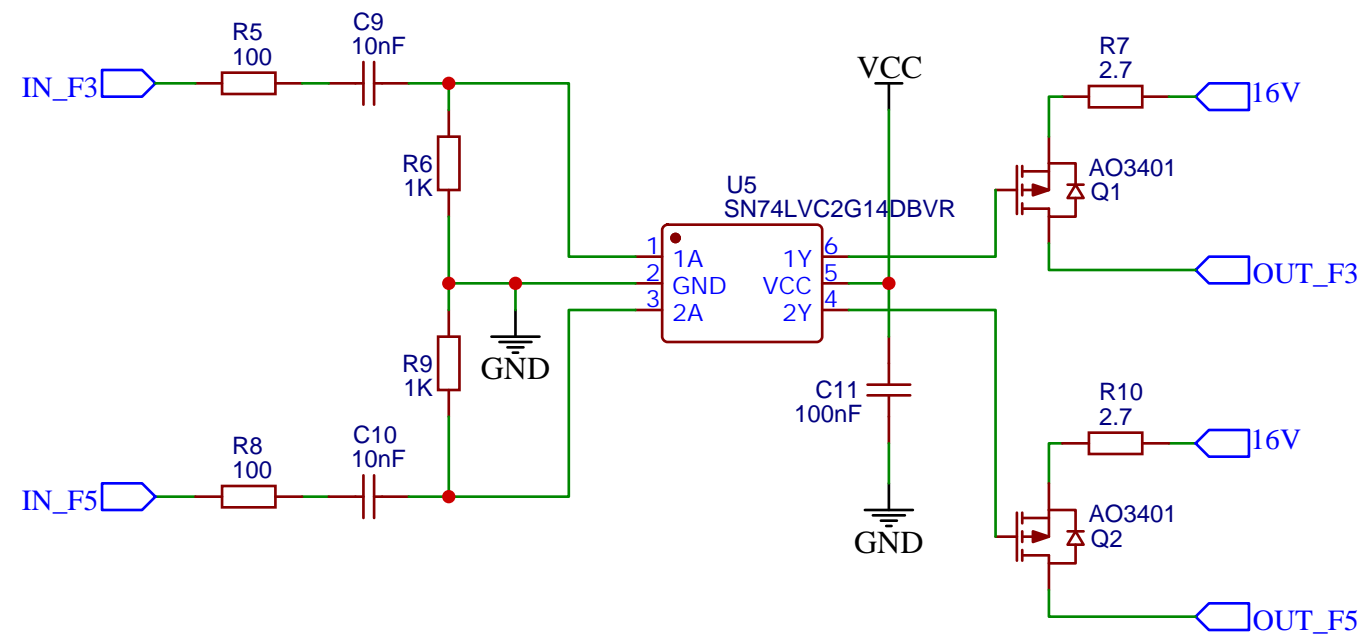 R5
100
C9
10nF
IN_F3
R6
1K
VCC
R7
2.7
16V
AO3401
Q1
U5
SN74LVC2G14DBVR
1
1A
1Y
6
2
GND
VCC
5
3
2A
2Y
4
OUT_F3
GND
R9
1K
C11
100nF
R10
2.7
16V
R8
100
C10
10nF
IN_F5
GND
AO3401
Q2
OUT_F5